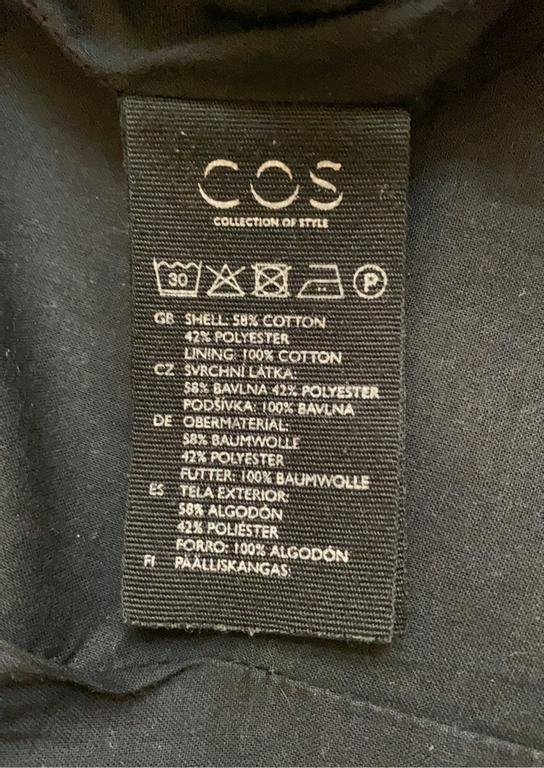 COS
COLLECTION OF STYLE
30 P
GB SHELL: 58% COTTON
42% POLYESTER
LINING: 100% COTTON
CZ SVRCHNÍ LÁTKA:
58% BAVLNA 42% POLYESTER
PODŠÍVKA: 100% BAVLNA
DE OBERMATERIAL:
58% BAUMWOLLE
42% POLYESTER
FUTTER: 100% BAUMWOLLE
ES TELA EXTERIOR:
58% ALGODÓN
42% POLIÉSTER
FORRO: 100% ALGODÓN
FI PÄÄLLISKANGAS: